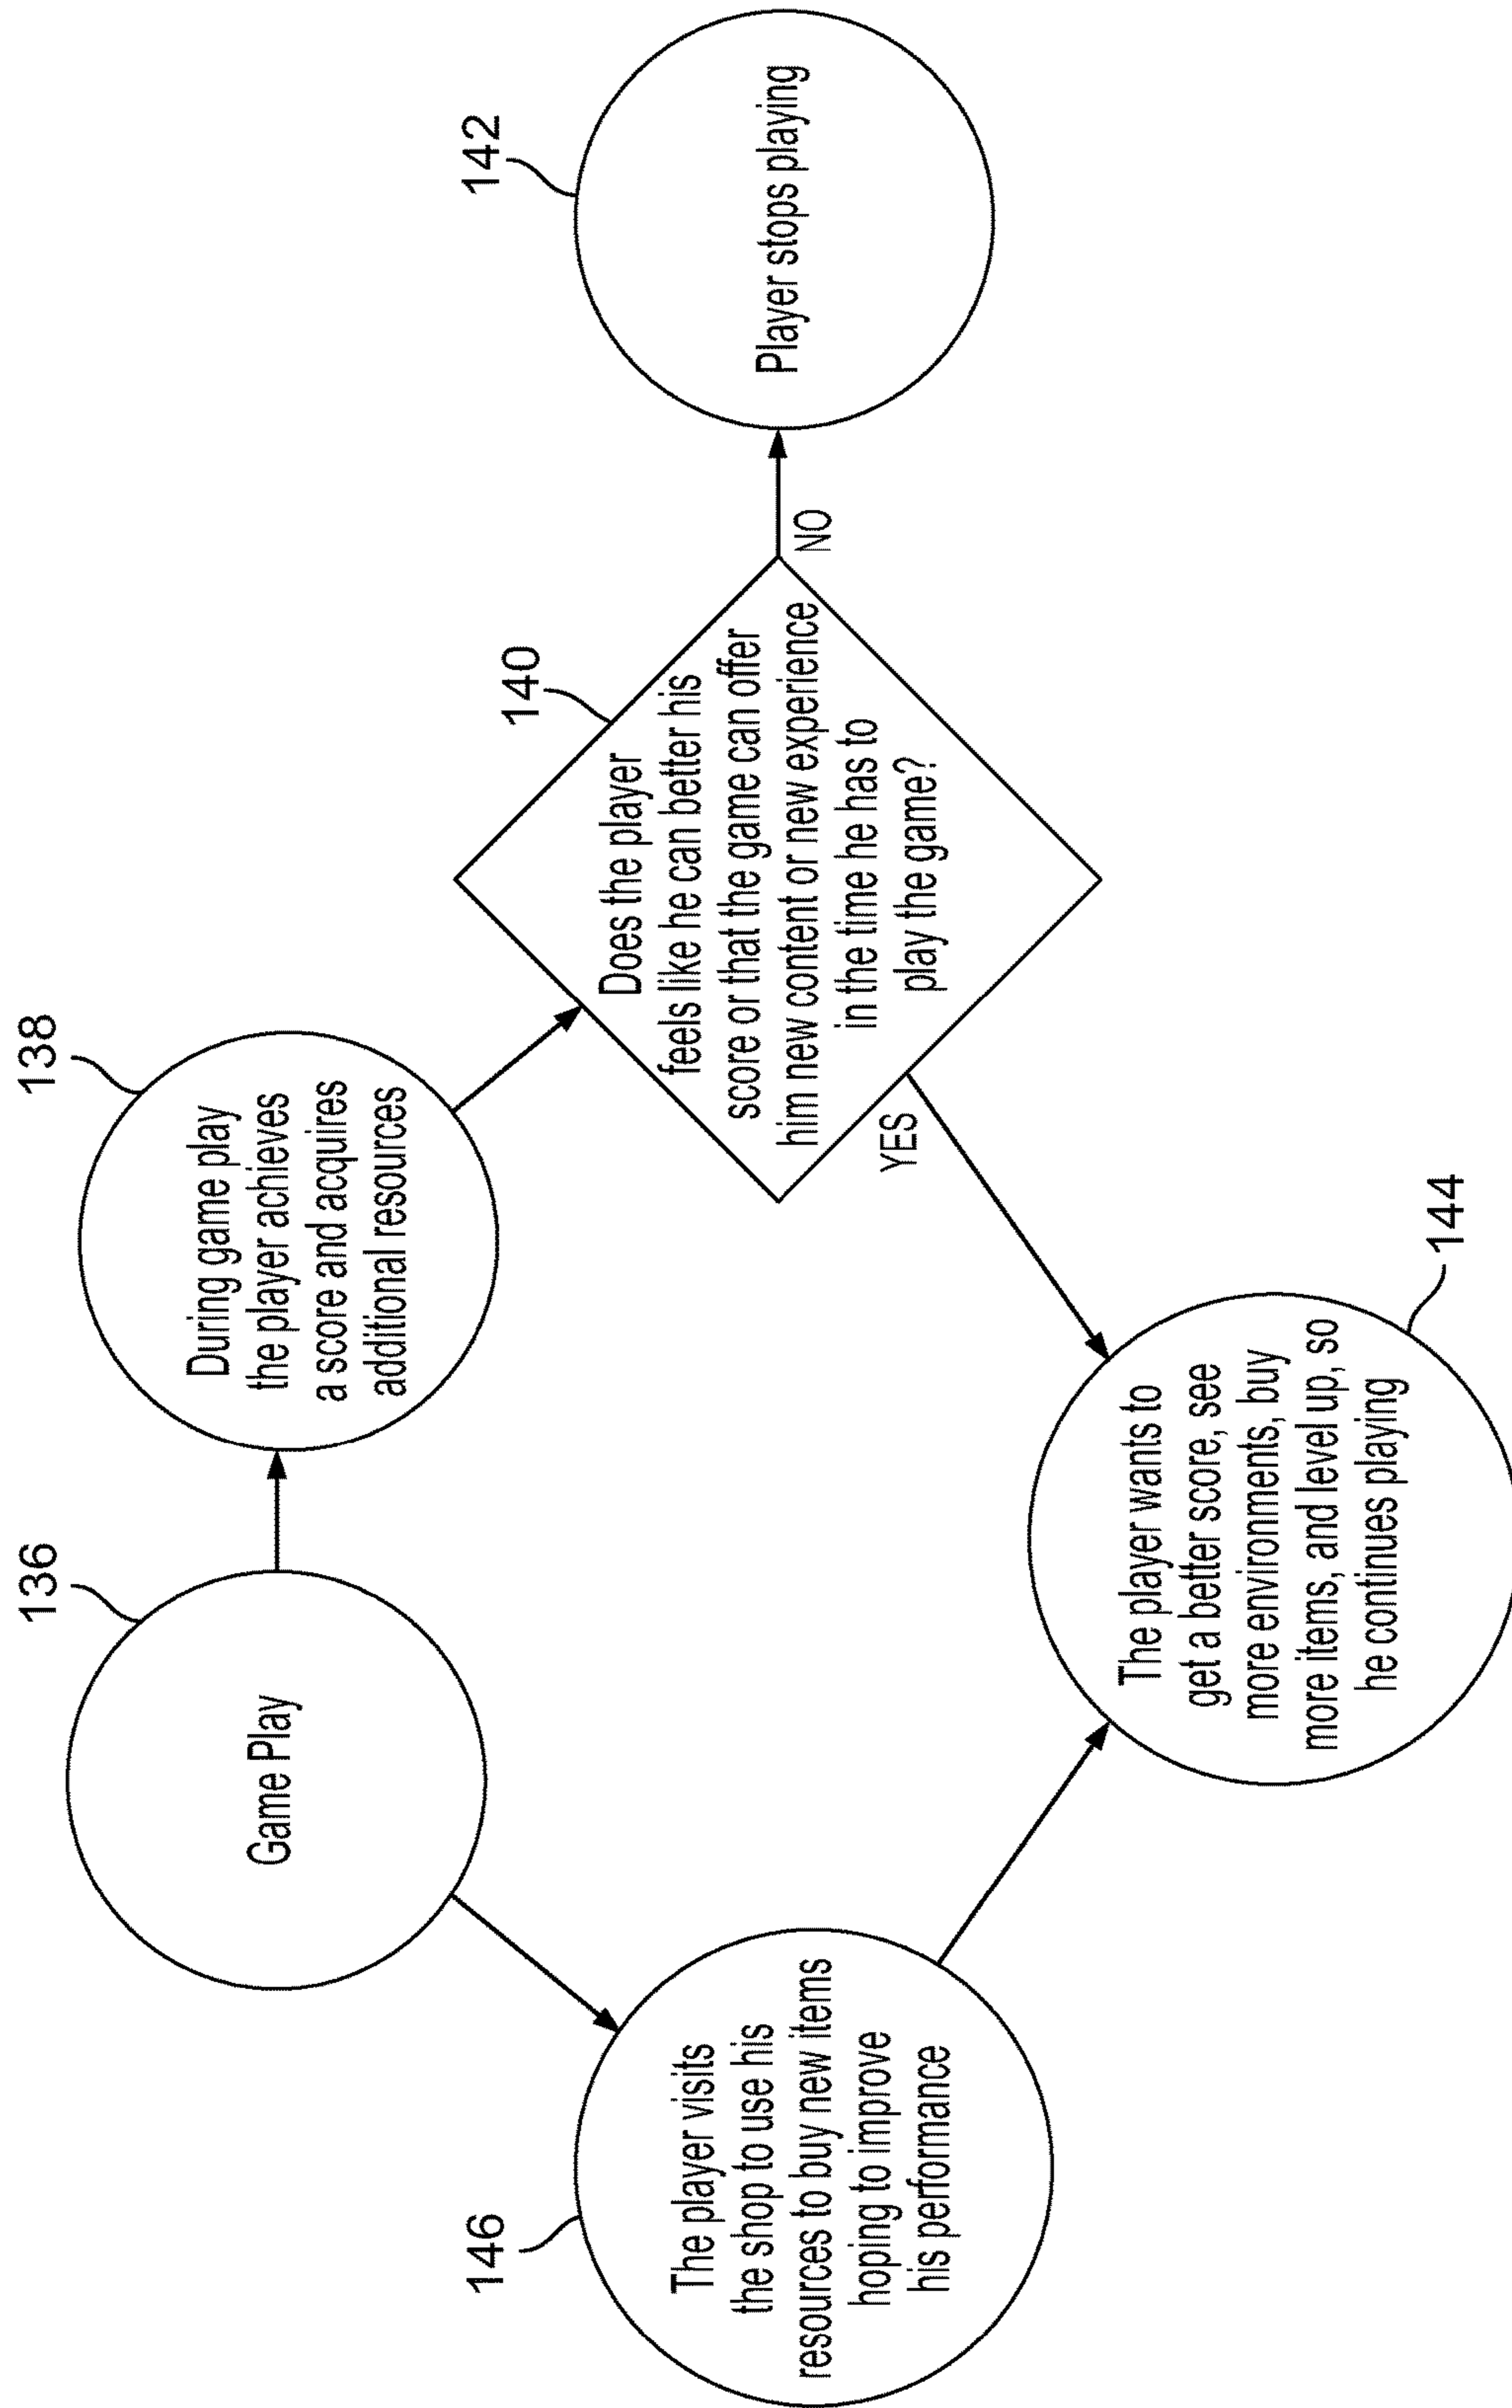 136
Game Play
138
During game play
the player achieves
a score and acquires
additional resources
140
Does the player
feels like he can better his
score or that the game can offer
him new content or new experience
in the time he has to
play the game?
NO
YES
142
Player stops playing
146
The player visits
the shop to use his
resources to buy new items
hoping to improve
his performance
144
The player wants to
get a better score, see
more environments, buy
more items, and level up, so
he continues playing